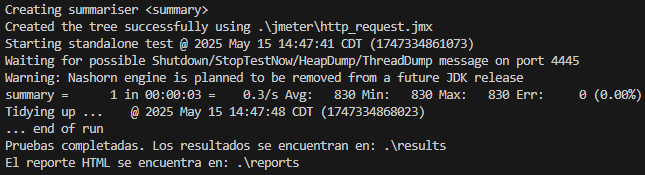 Creating summariser <summary>
Created the tree successfully using .\jmeter\http_request.jmx
Starting standalone test @ 2025 May 15 14:47:41 CDT (1747334861073)
Waiting for possible Shutdown/StopTestNow/HeapDump/ThreadDump message on port 4445
Warning: Nashorn engine is planned to be removed from a future JDK release
summary =      1 in 00:00:03 =    0.3/s Avg:   830 Min:   830 Max:   830 Err:     0 (0.00%)
Tidying up ...    @ 2025 May 15 14:47:48 CDT (1747334868023)
... end of run
Pruebas completadas. Los resultados se encuentran en: .\results
El reporte HTML se encuentra en: .\reports